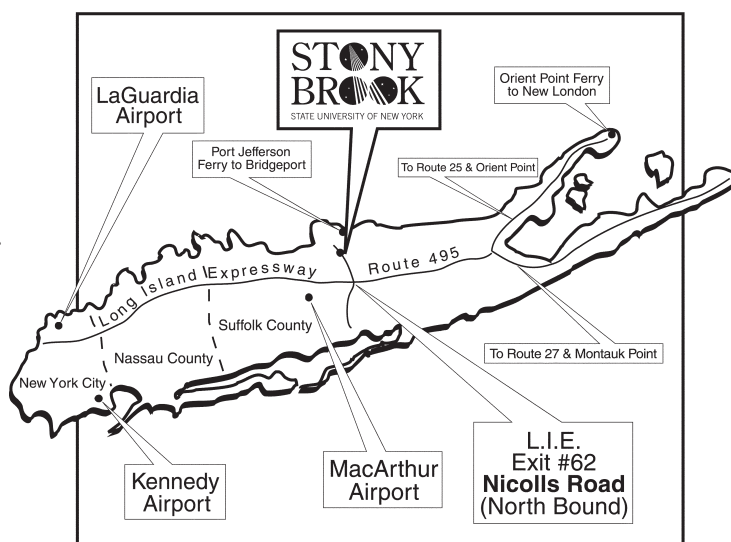 STONY
BROOK
STATE UNIVERSITY OF NEW YORK
Orient Point Ferry
to New London
LaGuardia
Airport
Port Jefferson
Ferry to Bridgeport
To Route 25 & Orient Point
Long Island Expressway
Route 495
Suffolk County
Nassau County
New York City
To Route 27 & Montauk Point
Kennedy
Airport
MacArthur
Airport
L.I.E.
Exit #62
Nicolls Road
(North Bound)